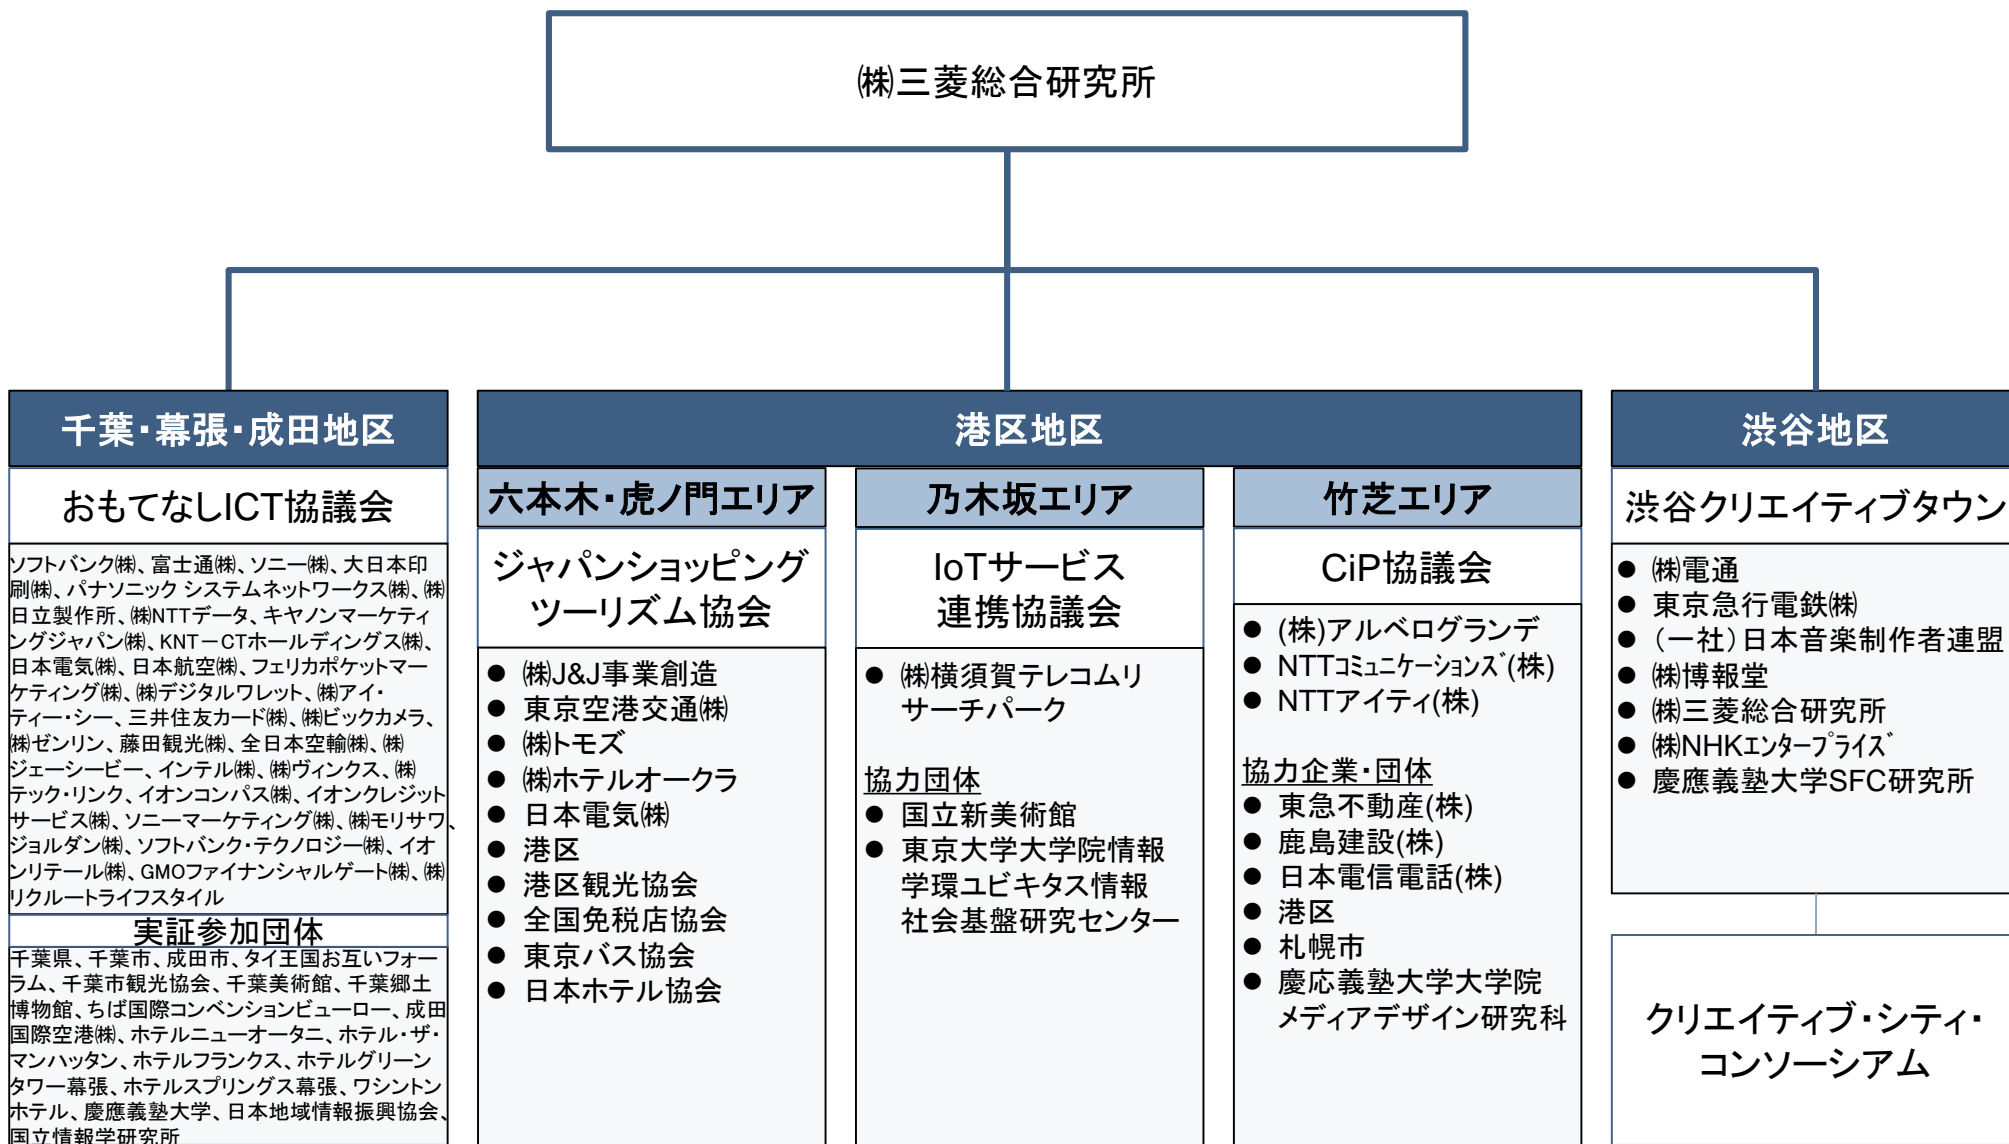 ㈱三菱総合研究所
千葉・幕張・成田地区
おもてなしICT協議会
ソフトバンク㈱、富士通㈱、ソニー㈱、大日本印
刷㈱、パナソニック システムネットワークス㈱、㈱
日立製作所、㈱NTTデータ、キヤノンマーケティ
ングジャパン㈱、KNT－CTホールディングス㈱、
日本電気㈱、日本航空㈱、フェリカポケットマー
ケティング㈱、㈱デジタルワレット、㈱アイ・
ティー・シー、三井住友カード㈱、㈱ビックカメラ、
㈱ゼンリン、藤田観光㈱、全日本空輸㈱、㈱
ジェーシービー、インテル㈱、㈱ヴィンクス、㈱
テック・リンク、イオンコンパス㈱、イオンクレジット
サービス㈱、ソニーマーケティング㈱、㈱モリサワ、
ジョルダン㈱、ソフトバンク・テクノロジー㈱、イオ
ンリテール㈱、GMOファイナンシャルゲート㈱、㈱
リクルートライフスタイル
実証参加団体
千葉県、千葉市、成田市、タイ王国お互いフォー
ラム、千葉市観光協会、千葉美術館、千葉郷土
博物館、ちば国際コンベンションビューロー、成田
国際空港㈱、ホテルニューオータニ、ホテル・ザ・
マンハッタン、ホテルフランクス、ホテルグリーン
タワー幕張、ホテルスプリングス幕張、ワシントン
ホテル、慶應義塾大学、日本地域情報振興協会、
国立情報学研究所
港区地区
六本木・虎ノ門エリア
ジャパンショッピング
ツーリズム協会
● ㈱J&J事業創造
● 東京空港交通㈱
● ㈱トモズ
● ㈱ホテルオークラ
● 日本電気㈱
● 港区
● 港区観光協会
● 全国免税店協会
● 東京バス協会
● 日本ホテル協会
乃木坂エリア
IoTサービス
連携協議会
● ㈱横須賀テレコムリ
サーチパーク
協力団体
● 国立新美術館
● 東京大学大学院情報
学環ユビキタス情報
社会基盤研究センター
竹芝エリア
CiP協議会
● (株)アルベログランデ
● NTTｺﾐｭﾆｹｰｼｮﾝｽﾞ(株)
● NTTアイティ(株)
協力企業・団体
● 東急不動産(株)
● 鹿島建設(株)
● 日本電信電話(株)
● 港区
● 札幌市
● 慶応義塾大学大学院
メディアデザイン研究科
渋谷地区
渋谷クリエイティブタウン
● ㈱電通
● 東京急行電鉄㈱
● （一社）日本音楽制作者連盟
● ㈱博報堂
● ㈱三菱総合研究所
● ㈱NHKｴﾝﾀｰﾌﾟﾗｲｽﾞ
● 慶應義塾大学SFC研究所
クリエイティブ・シティ・
コンソーシアム